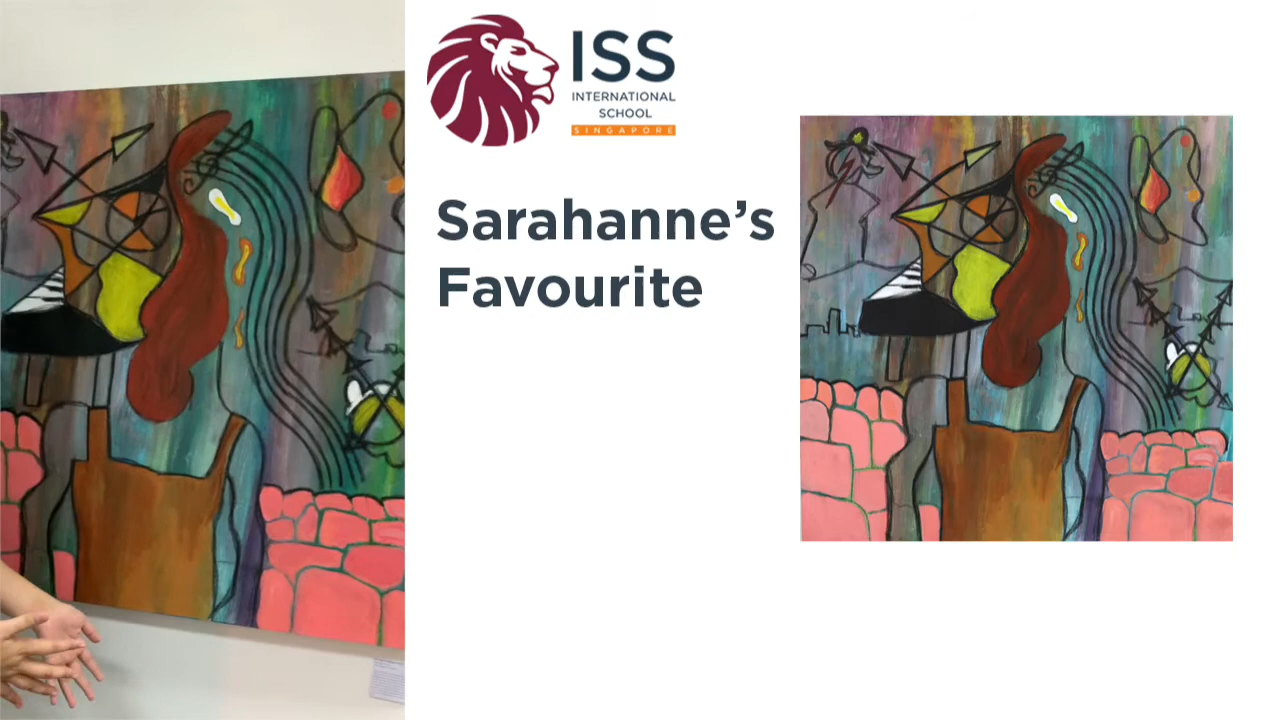 ISS
INTERNATIONAL
SCHOOL
SINGAPORE
Sarahanne’s
Favourite